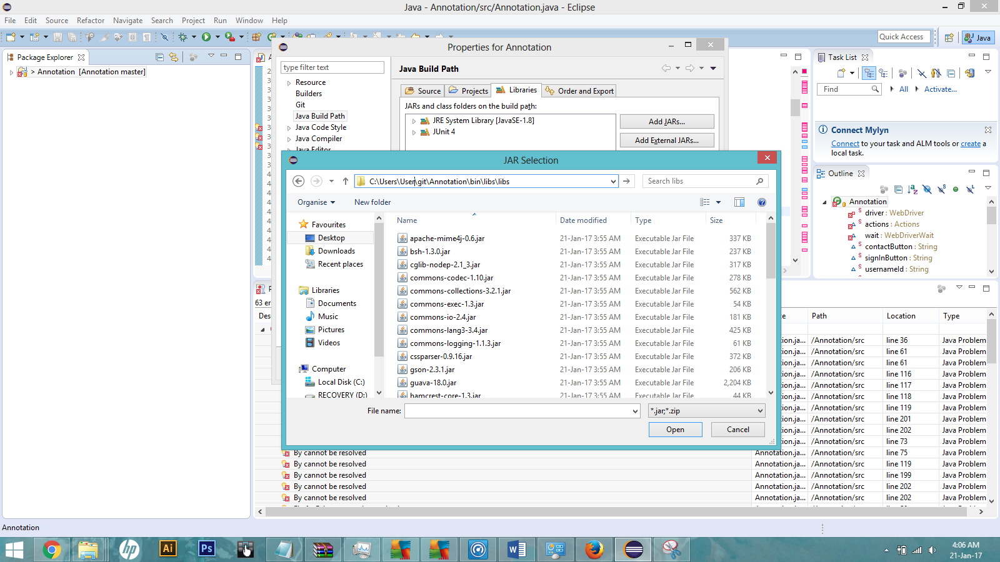 Java - Annotation/src/Annotation.java - Eclipse
File Edit Source Refactor Navigate Search Project Run Window Help
Quick Access
Java
Package Explorer
> Annotation [Annotation master]
Properties for Annotation
type filter text
Resource
Builders
Git
Java Build Path
Java Code Style
Java Compiler
Java Editor
Java Build Path
Source
Projects
Libraries
Order and Export
JARs and class folders on the build path:
JRE System Library [JavaSE-1.8]
JUnit 4
Add JARs...
Add External JARs...
Task List
Find
All
Activate...
Connect Mylyn
Connect to your task and ALM tools or create a
local task.
Outline
Annotation
driver : WebDriver
actions : Actions
wait : WebDriverWait
contactButton : String
signInButton : String
usernameId : String
JAR Selection
C:\Users\User\git\Annotation\bin\libs\libs
Search libs
Organise
New folder
Favourites
Desktop
Downloads
Recent places
Libraries
Documents
Music
Pictures
Videos
Computer
Local Disk (C:)
RECOVERY (D:)
Name Date modified Type Size
apache-mime4j-0.6.jar 21-Jan-17 3:55 AM Executable Jar File 337 KB
bsh-1.3.0.jar 21-Jan-17 3:55 AM Executable Jar File 237 KB
cglib-nodep-2.1_3.jar 21-Jan-17 3:55 AM Executable Jar File 317 KB
commons-codec-1.10.jar 21-Jan-17 3:55 AM Executable Jar File 278 KB
commons-collections-3.2.1.jar 21-Jan-17 3:55 AM Executable Jar File 562 KB
commons-exec-1.3.jar 21-Jan-17 3:55 AM Executable Jar File 54 KB
commons-io-2.4.jar 21-Jan-17 3:55 AM Executable Jar File 181 KB
commons-lang3-3.4.jar 21-Jan-17 3:55 AM Executable Jar File 425 KB
commons-logging-1.1.3.jar 21-Jan-17 3:55 AM Executable Jar File 61 KB
cssparser-0.9.16.jar 21-Jan-17 3:55 AM Executable Jar File 372 KB
gson-2.3.1.jar 21-Jan-17 3:55 AM Executable Jar File 206 KB
guava-18.0.jar 21-Jan-17 3:55 AM Executable Jar File 2,204 KB
hamcrest-core-1.3.jar 21-Jan-17 3:55 AM Executable Jar File 44 KB
File name:
*.jar;*.zip
Open
Cancel
63 er
Des
Path Location Type
ion.ja... /Annotation/src line 36 Java Problem
ion.ja... /Annotation/src line 61 Java Problem
ion.ja... /Annotation/src line 61 Java Problem
ion.ja... /Annotation/src line 116 Java Problem
ion.ja... /Annotation/src line 117 Java Problem
ion.ja... /Annotation/src line 118 Java Problem
ion.ja... /Annotation/src line 119 Java Problem
ion.ja... /Annotation/src line 201 Java Problem
ion.ja... /Annotation/src line 202 Java Problem
ion.ja... /Annotation/src line 73 Java Problem
By cannot be resolved Annotation.ja... /Annotation/src line 75 Java Problem
By cannot be resolved Annotation.ja... /Annotation/src line 119 Java Problem
By cannot be resolved Annotation.ja... /Annotation/src line 199 Java Problem
By cannot be resolved Annotation.ja... /Annotation/src line 202 Java Problem
By cannot be resolved Annotation.ja... /Annotation/src line 202 Java Problem
Annotation
hp
Ai
Ps
4:06 AM
21-Jan-17